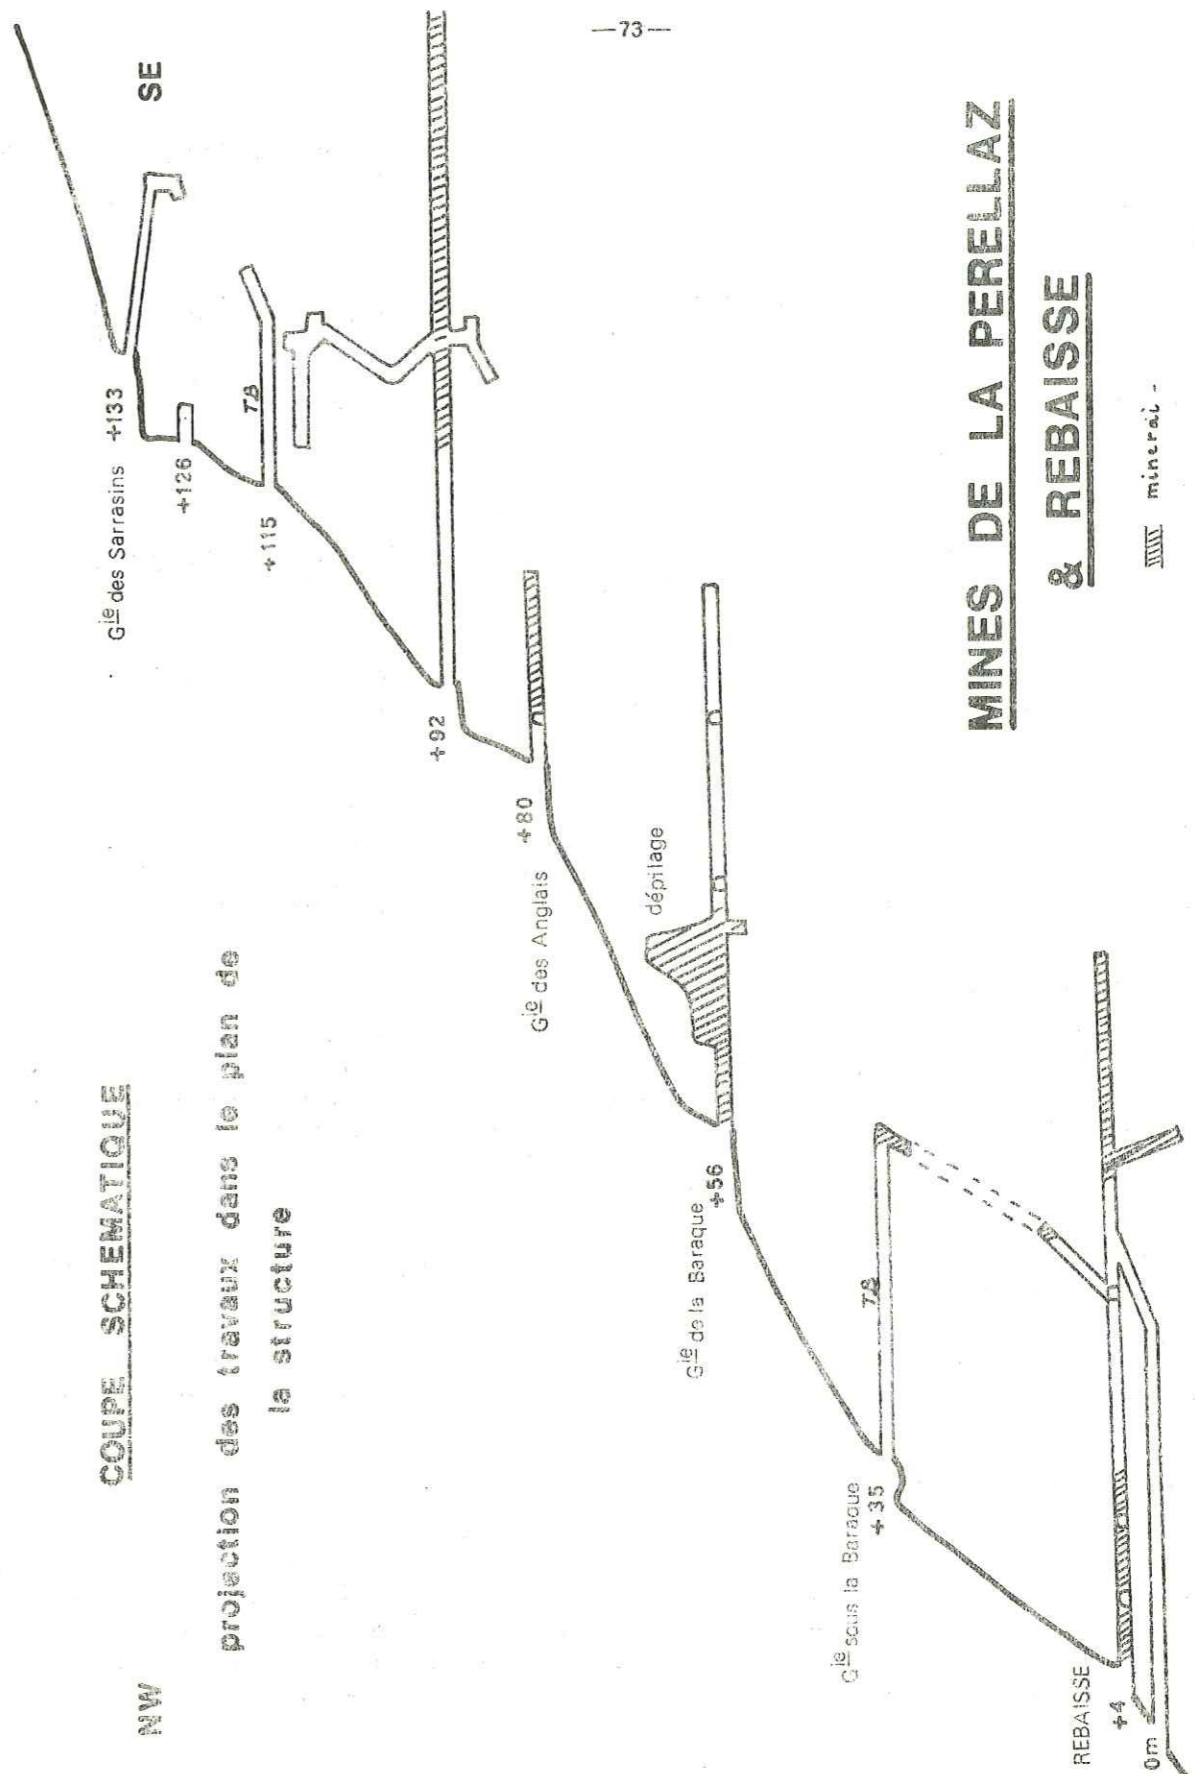 —73—
COUPE SCHEMATIQUE
projection des travaux dans le plan de
la structure
NW
SE
Gie des Sarrasins +133
+126
+115
TB
+92
Gie des Anglais +80
dépilage
Gie de la Baraque
+56
TB
Gie sous la Baraque
+35
REBAISSE
+4
0m
MINES DE LA PERELLAZ
& REBAISSE
minerai -